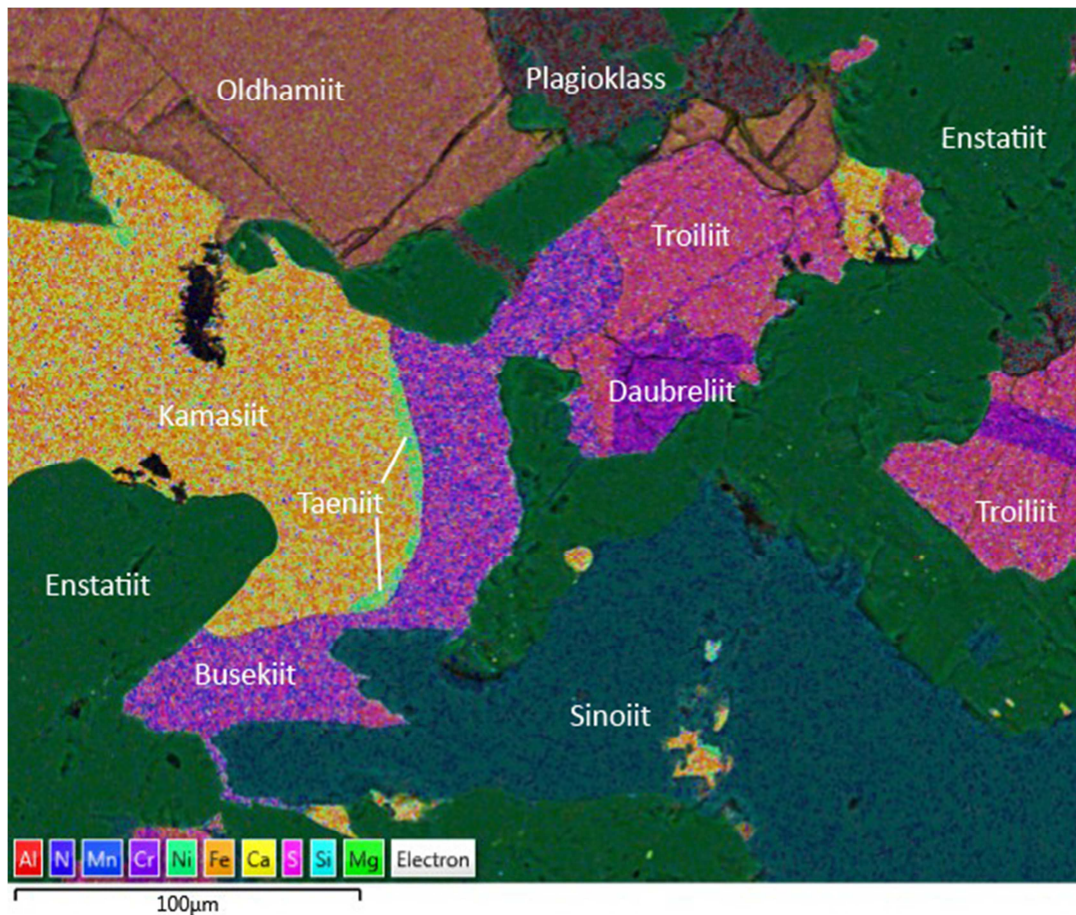 Oldhamiit
Plagioklass
Enstatiit
Troiliit
Daubreliit
Kamasiit
Taeniit
Troiliit
Enstatiit
Busekiit
Sinoiit
Al N Mn Cr Ni Fe Ca S Si Mg Electron
100µm